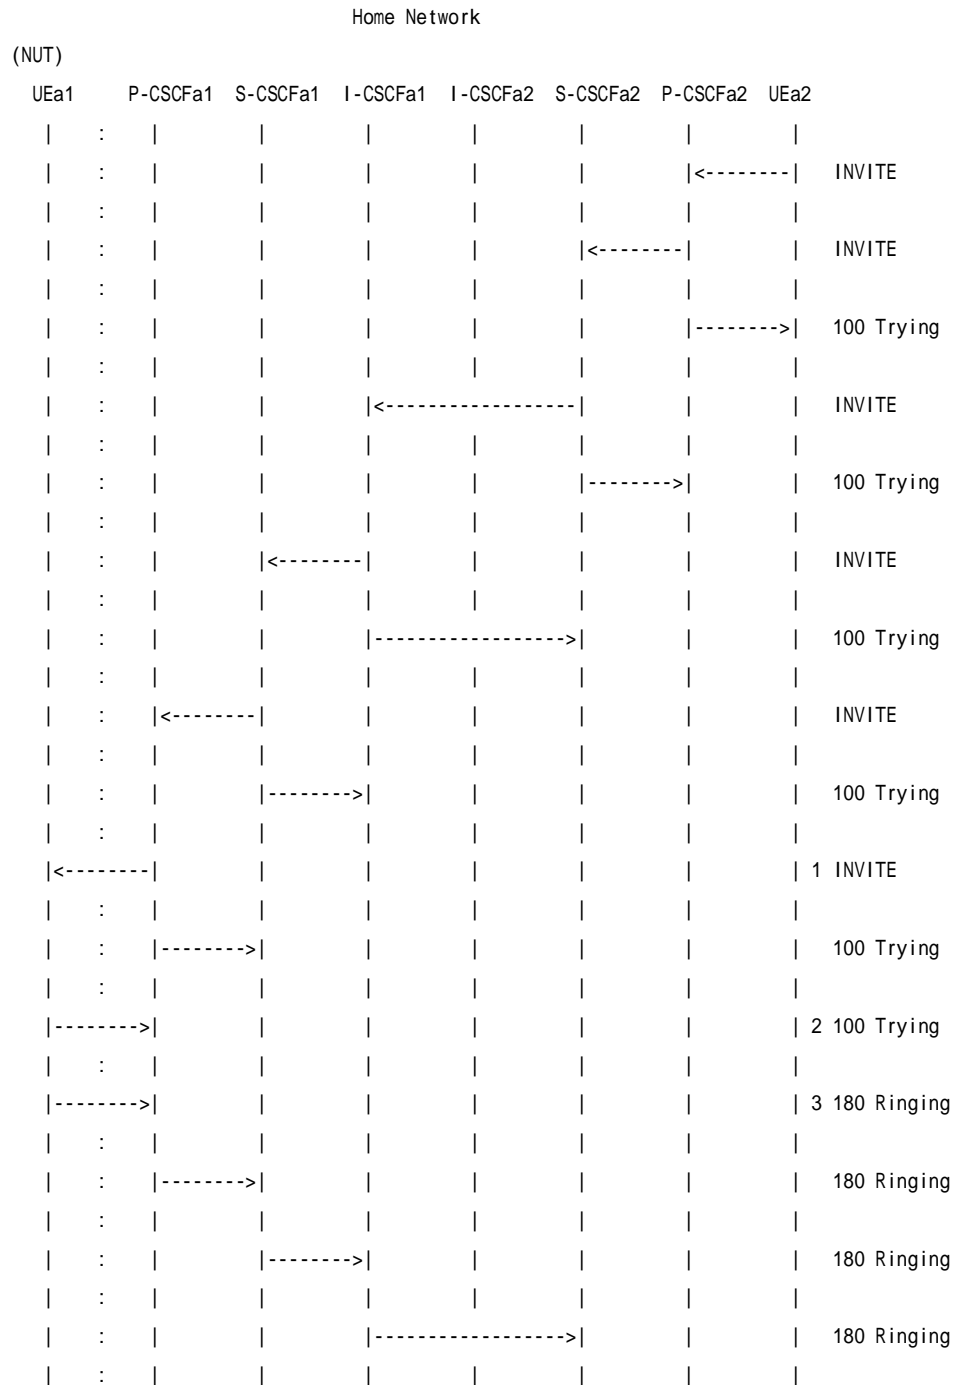 Home Network
(NUT)
UEa1 P-CSCFa1 S-CSCFa1 I-CSCFa1 I-CSCFa2 S-CSCFa2 P-CSCFa2 UEa2
| : | | | | | | |
| : | | | | | |<--------| INVITE
| : | | | | | | |
| : | | | | |<--------| | INVITE
| : | | | | | | |
| : | | | | | |-------->| 100 Trying
| : | | | | | | |
| : | | |<------------------| | | INVITE
| : | | | | | | |
| : | | | | |-------->| | 100 Trying
| : | | | | | | |
| : | |<--------| | | | | INVITE
| : | | | | | | |
| : | | |------------------>| | | 100 Trying
| : | | | | | | |
| : |<--------| | | | | | INVITE
| : | | | | | | |
| : | |-------->| | | | | 100 Trying
| : | | | | | | |
|<--------| | | | | | | 1 INVITE
| : | | | | | | |
| : |-------->| | | | | | 100 Trying
| : | | | | | | |
|-------->| | | | | | | 2 100 Trying
| : | | | | | | |
|-------->| | | | | | | 3 180 Ringing
| : | | | | | | |
| : |-------->| | | | | | 180 Ringing
| : | | | | | | |
| : | |-------->| | | | | 180 Ringing
| : | | | | | | |
| : | | |------------------>| | | 180 Ringing
| : | | | | | | |